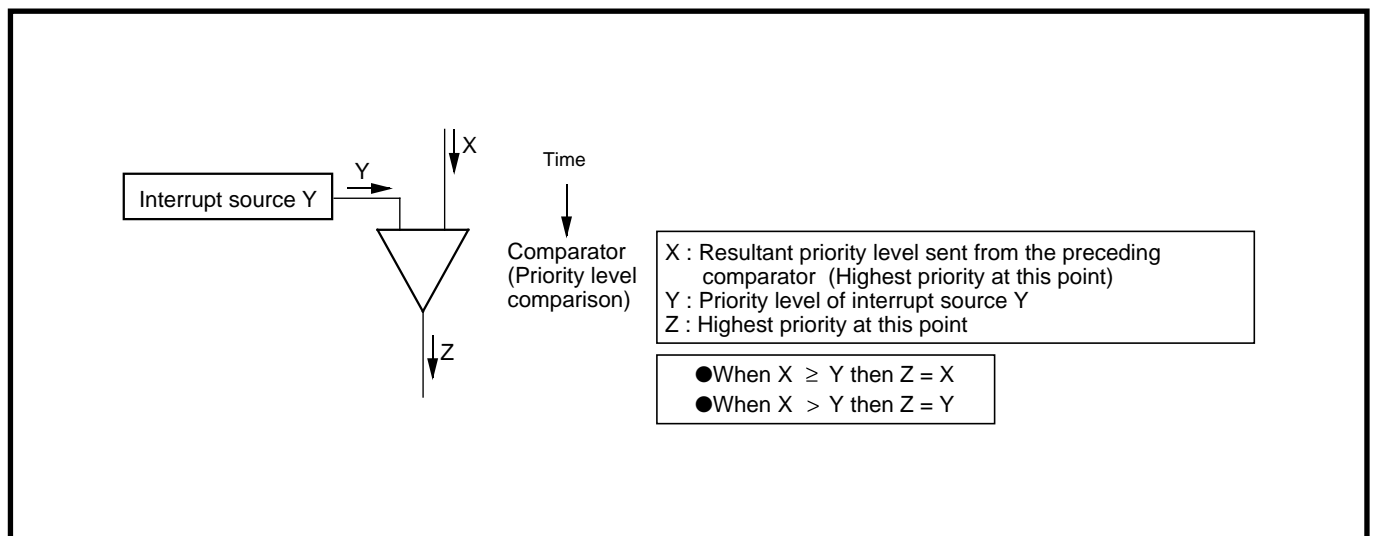 X
Time
Y
Interrupt source Y
Comparator
(Priority level
comparison)
X : Resultant priority level sent from the preceding
comparator (Highest priority at this point)
Y : Priority level of interrupt source Y
Z : Highest priority at this point
Z
●When X ≥ Y then Z = X
●When X > Y then Z = Y